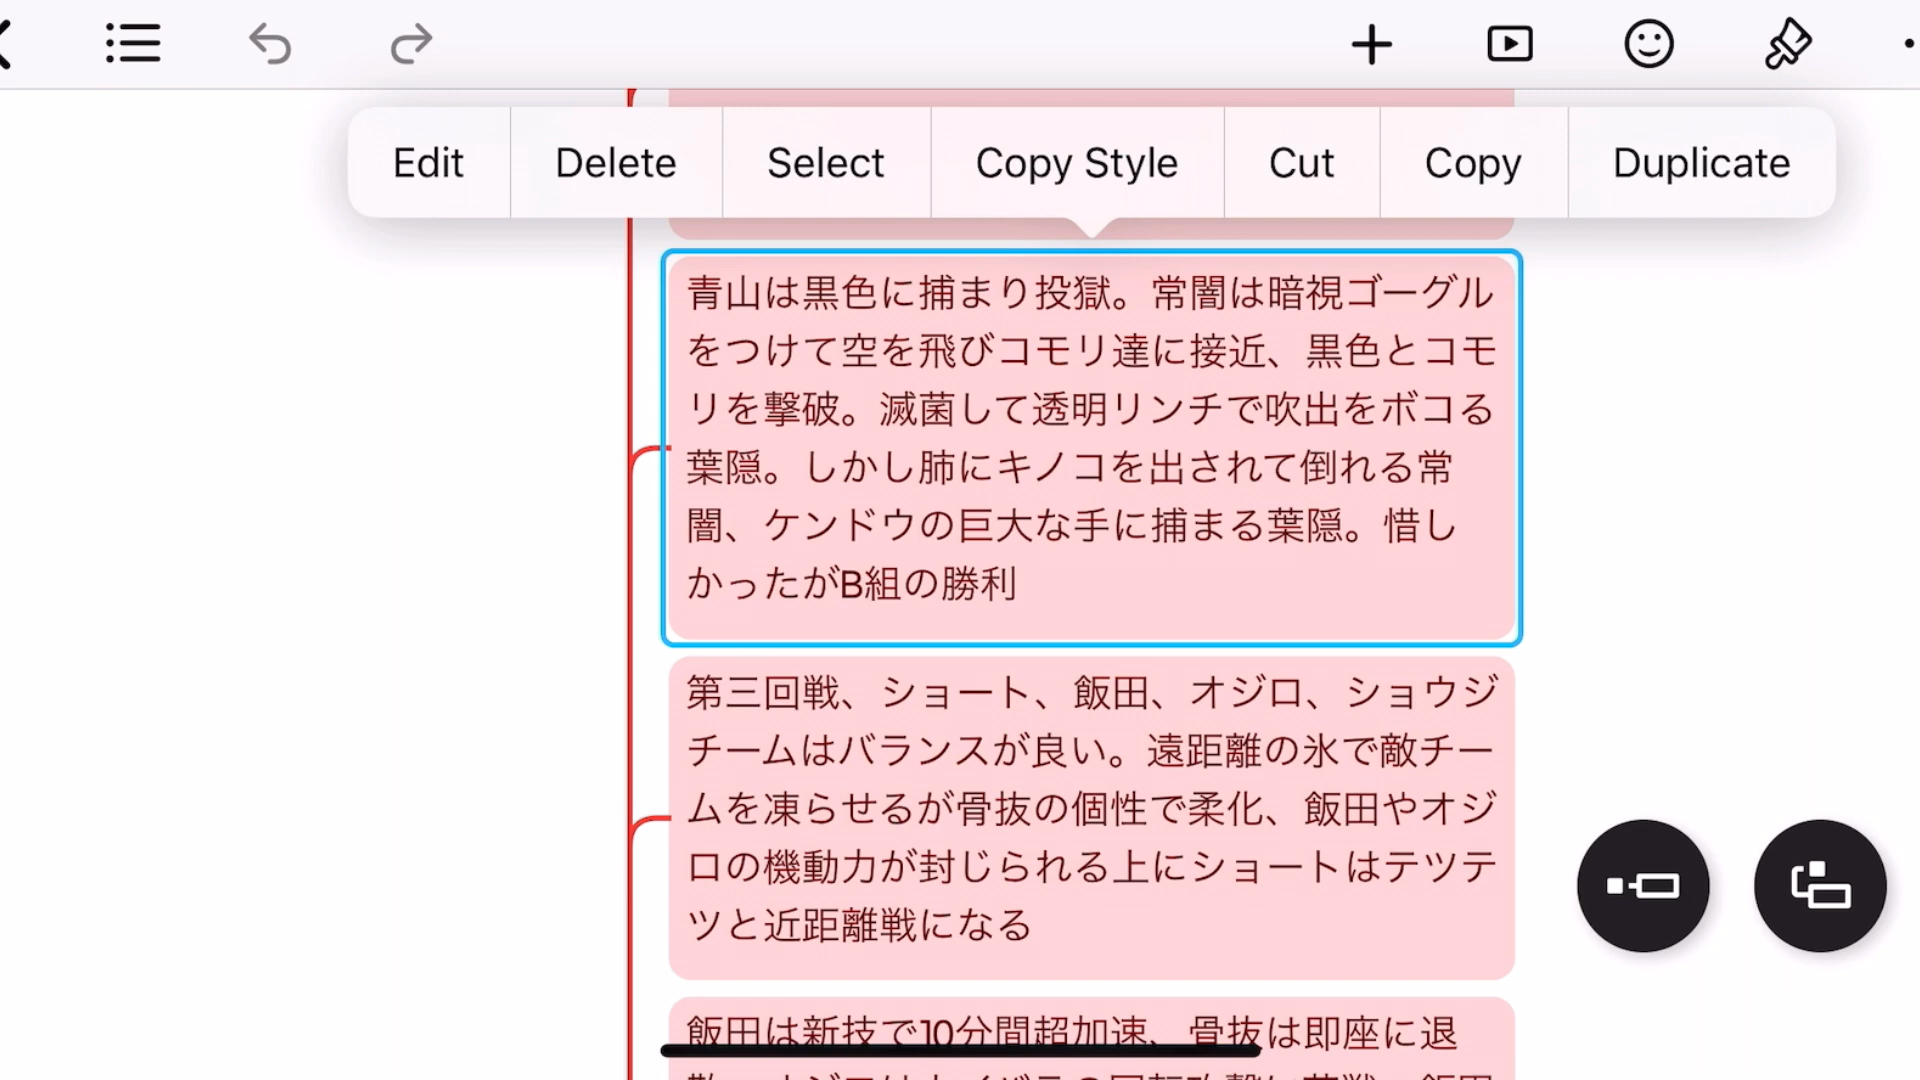 Edit Delete Select Copy Style Cut Copy Duplicate
青山は黒色に捕まり投獄。常闇は暗視ゴーグル
をつけて空を飛びコモリ達に接近、黒色とコモ
リを撃破。滅菌して透明リンチで吹出をボコる
葉隠。しかし肺にキノコを出されて倒れる常
闇、ケンドウの巨大な手に捕まる葉隠。惜し
かったがB組の勝利
第三回戦、ショート、飯田、オジロ、ショウジ
チームはバランスが良い。遠距離の氷で敵チー
ムを凍らせるが骨抜の個性で柔化、飯田やオジ
ロの機動力が封じられる上にショートはテツテ
ツと近距離戦になる
飯田は新技で10分間超加速、骨抜は即座に退